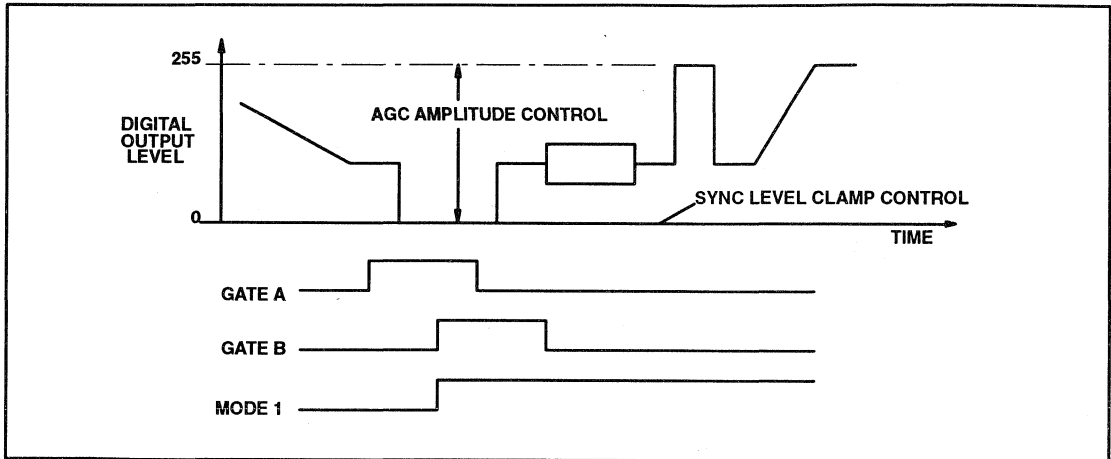 255
AGC AMPLITUDE CONTROL
DIGITAL
OUTPUT
LEVEL
SYNC LEVEL CLAMP CONTROL
0
TIME
GATE A
GATE B
MODE 1